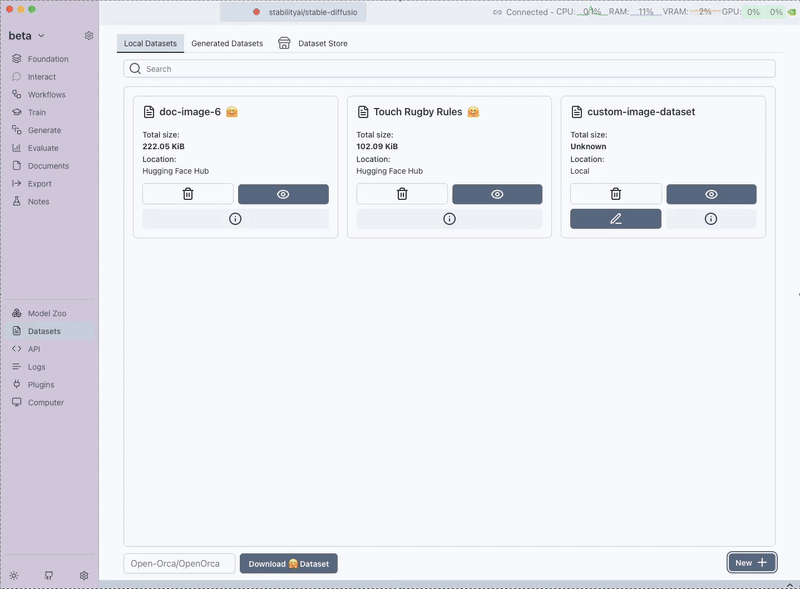 stabilityai/stable-diffusio
Connected - CPU: RAM: 11% VRAM: 2% GPU: 0% 0%
beta
Foundation
Interact
Workflows
Train
Generate
Evaluate
Documents
Export
Notes
Model Zoo
Datasets
API
Logs
Plugins
Computer
Local Datasets Generated Datasets Dataset Store
Search
doc-image-6
Total size:
222.05 KiB
Location:
Hugging Face Hub
Touch Rugby Rules
Total size:
102.09 KiB
Location:
Hugging Face Hub
custom-image-dataset
Total size:
Unknown
Location:
Local
Open-Orca/OpenOrca
Download 🤗 Dataset
New +